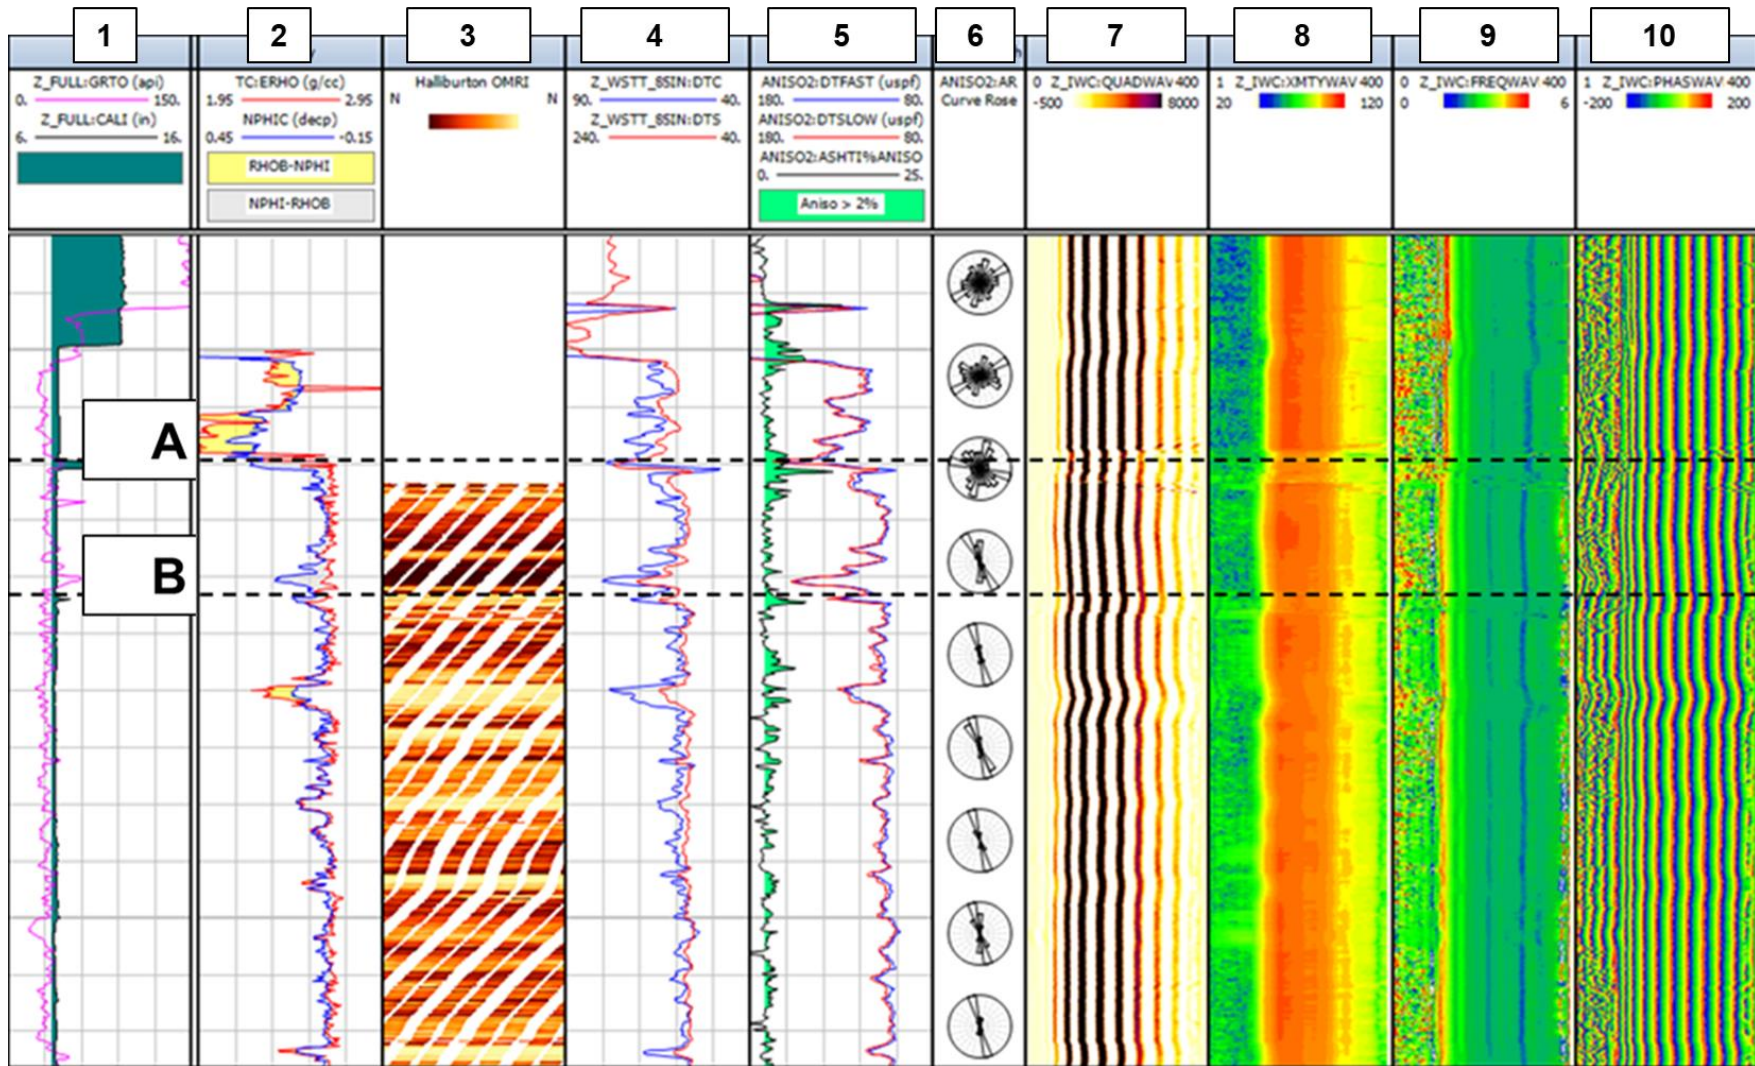 1 2 3 4 5 6 7 8 9 10
Z_FULL:GRTO (api)
0. 150.
Z_FULL:CALI (in)
6. 16.
TC:ERHO (g/cc)
1.95 2.95
NPHIC (decp)
0.45 -0.15
RHOB-NPHI
NPHI-RHOB
Halliburton OMRI
N N
Z_WSTT_8SIN:DTC
90. 40.
Z_WSTT_8SIN:DTS
240. 40.
ANISO2:DTFAST (uspf)
180. 80.
ANISO2:DTSLOW (uspf)
180. 80.
ANISO2:ASHTI%ANISO
0. 25.
Aniso > 2%
ANISO2:AR
Curve Rose
0 Z_IWC:QUADWAV 400
-500 8000
1 Z_IWC:XMTYWAV 400
20 120
0 Z_IWC:FREQWAV 400
0 6
1 Z_IWC:PHASWAV 400
-200 200
A
B